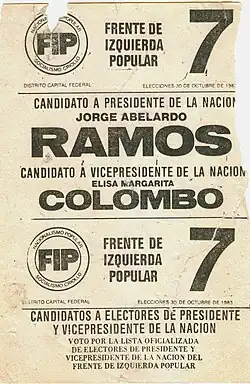 NACIONALISMO POPULAR
FIP
SOCIALISMO CRIOLLO
FRENTE DE
IZQUIERDA
POPULAR
7
DISTRITO CAPITAL FEDERAL
ELECCIONES 30 DE OCTUBRE DE 1983
CANDIDATO A PRESIDENTE DE LA NACION
JORGE ABELARDO
RAMOS
CANDIDATO A VICEPRESIDENTE DE LA NACION
ELISA MARGARITA
COLOMBO
NACIONALISMO POPULAR
FIP
SOCIALISMO CRIOLLO
FRENTE DE
IZQUIERDA
POPULAR
7
DISTRITO CAPITAL FEDERAL
ELECCIONES 30 DE OCTUBRE DE 1983
CANDIDATOS A ELECTORES DE PRESIDENTE
Y VICEPRESIDENTE DE LA NACION
VOTO POR LA LISTA OFICIALIZADA
DE ELECTORES DE PRESIDENTE Y
VICEPRESIDENTE DE LA NACION DEL
FRENTE DE IZQUIERDA POPULAR